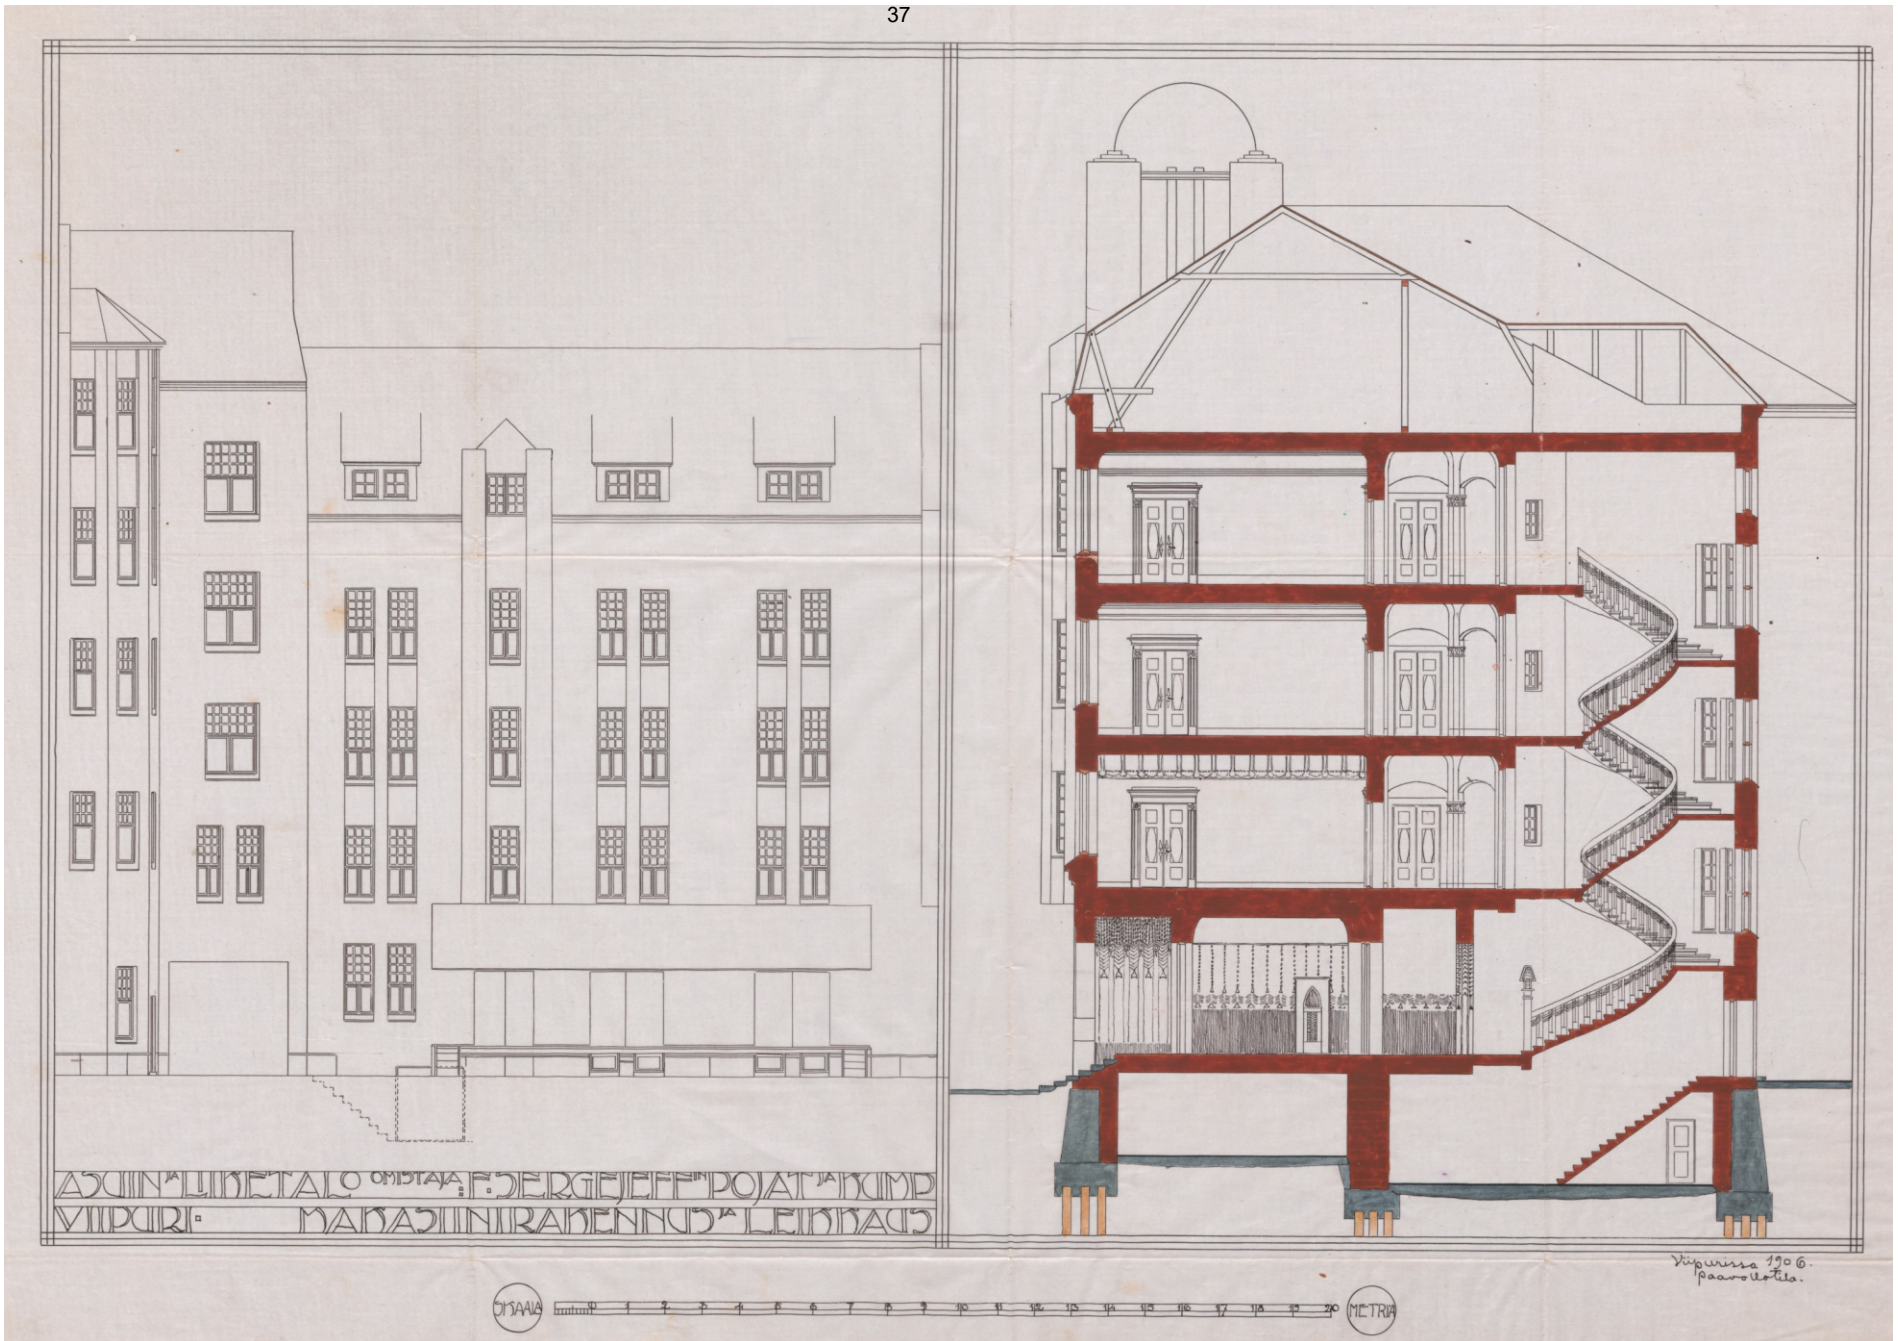 37
ASUIN JA LIIKETALO OMISTAJA: F. SERGEJEFF IN POJAT JA KUMP
VIIPURI: MAKASIINIRAKENNUS JA LEIKKAUS
Viipurissa 1906.
Paavo Uotila.
SKAALA 0 1 2 3 4 5 6 7 8 9 10 11 12 13 14 15 16 17 18 19 20 METRIÄ